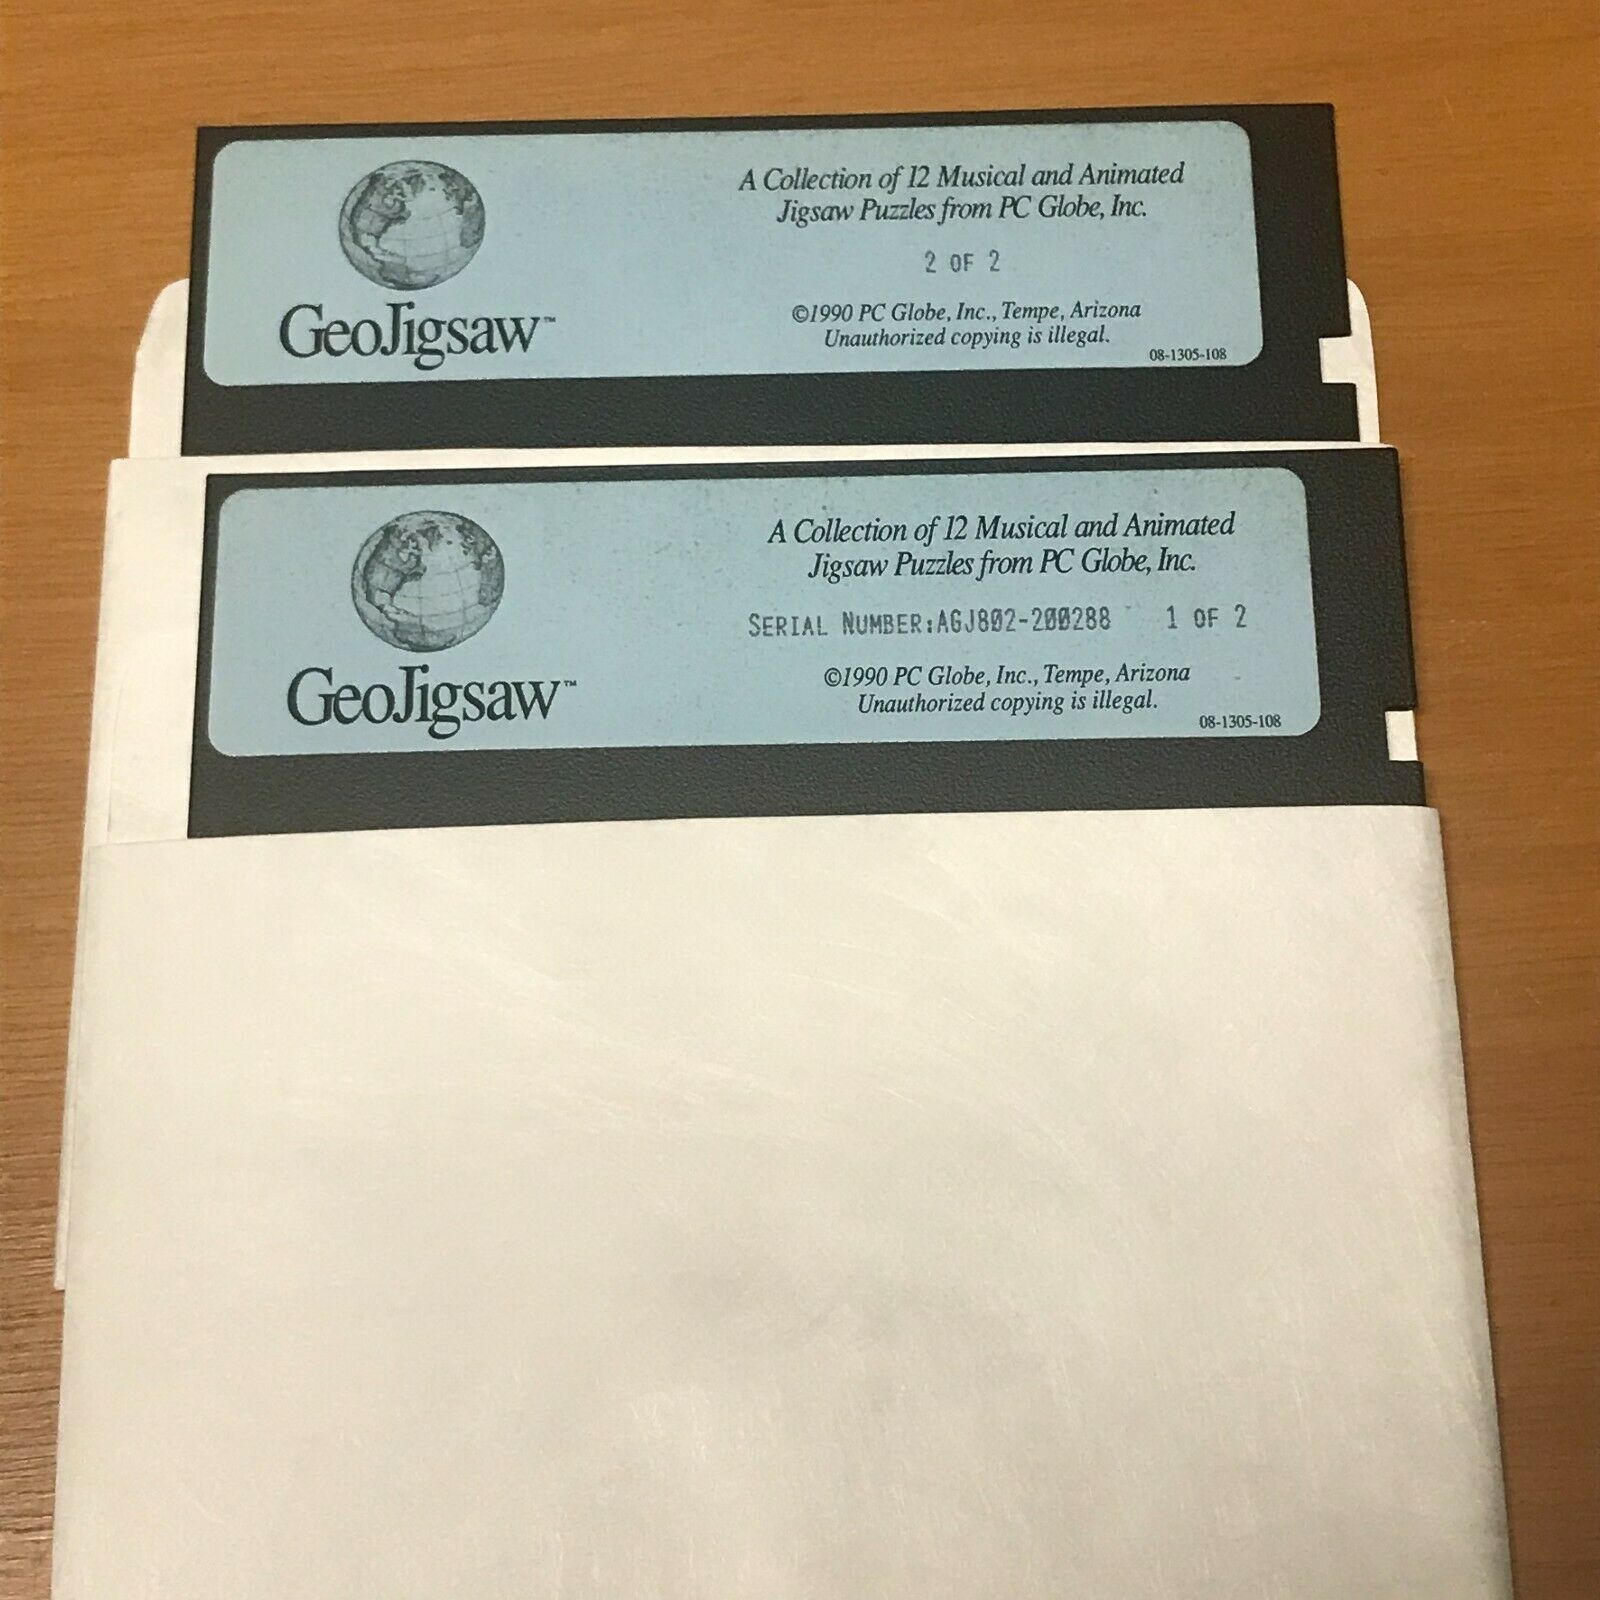 GeoJigsaw™
A Collection of 12 Musical and Animated
Jigsaw Puzzles from PC Globe, Inc.
2 OF 2
©1990 PC Globe, Inc., Tempe, Arizona
Unauthorized copying is illegal.
08-1305-108
GeoJigsaw™
A Collection of 12 Musical and Animated
Jigsaw Puzzles from PC Globe, Inc.
SERIAL NUMBER:AGJ802-200288 1 OF 2
©1990 PC Globe, Inc., Tempe, Arizona
Unauthorized copying is illegal.
08-1305-108